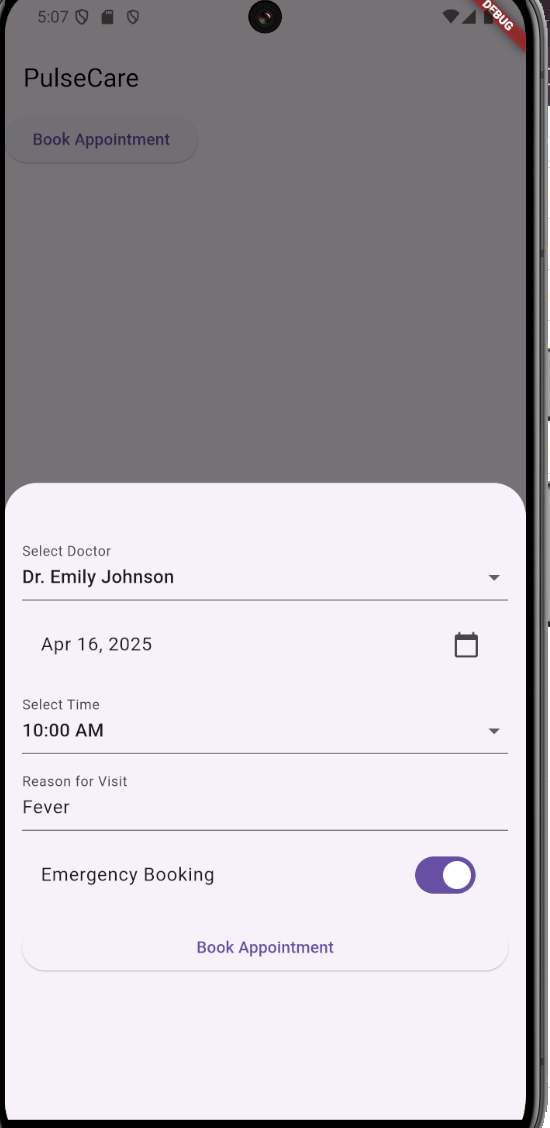 5:07
DEBUG
PulseCare
Book Appointment
Select Doctor
Dr. Emily Johnson
Apr 16, 2025
Select Time
10:00 AM
Reason for Visit
Fever
Emergency Booking
Book Appointment